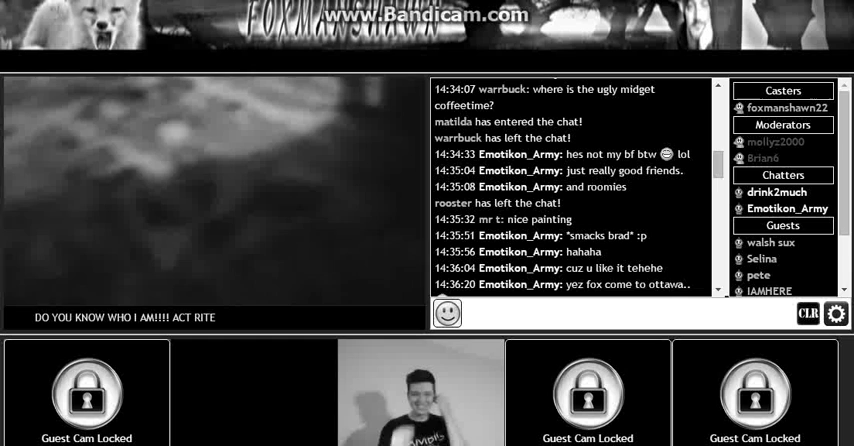 FOXMANSHAWN
www.Bandicam.com
14:34:07 warrbuck: where is the ugly midget
coffeetime?
matilda has entered the chat!
warrbuck has left the chat!
14:34:33 Emotikon_Army: hes not my bf btw 😄 lol
14:35:04 Emotikon_Army: just really good friends.
14:35:08 Emotikon_Army: and roomies
rooster has left the chat!
14:35:32 mr t: nice painting
14:35:51 Emotikon_Army: *smacks brad* :p
14:35:56 Emotikon_Army: hahaha
14:36:04 Emotikon_Army: cuz u like it tehehe
14:36:20 Emotikon_Army: yez fox come to ottawa..
Casters
foxmanshawn22
Moderators
mollyz2000
Brian6
Chatters
drink2much
Emotikon_Army
Guests
walsh sux
Selina
pete
IAMHERE
DO YOU KNOW WHO I AM!!!! ACT RITE
CLR
Guest Cam Locked
Guest Cam Locked
Guest Cam Locked